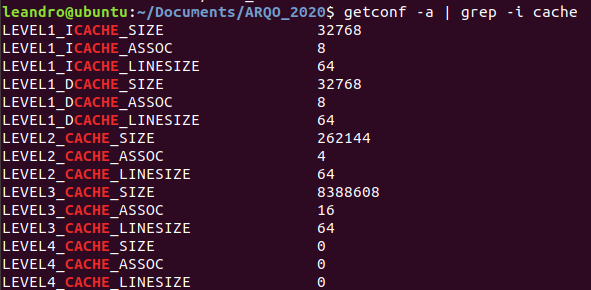 leandro@ubuntu:~/Documents/ARQO_2020$ getconf -a | grep -i cache
LEVEL1_ICACHE_SIZE                 32768
LEVEL1_ICACHE_ASSOC                8
LEVEL1_ICACHE_LINESIZE             64
LEVEL1_DCACHE_SIZE                 32768
LEVEL1_DCACHE_ASSOC                8
LEVEL1_DCACHE_LINESIZE             64
LEVEL2_CACHE_SIZE                  262144
LEVEL2_CACHE_ASSOC                 4
LEVEL2_CACHE_LINESIZE              64
LEVEL3_CACHE_SIZE                  8388608
LEVEL3_CACHE_ASSOC                 16
LEVEL3_CACHE_LINESIZE              64
LEVEL4_CACHE_SIZE                  0
LEVEL4_CACHE_ASSOC                 0
LEVEL4_CACHE_LINESIZE              0